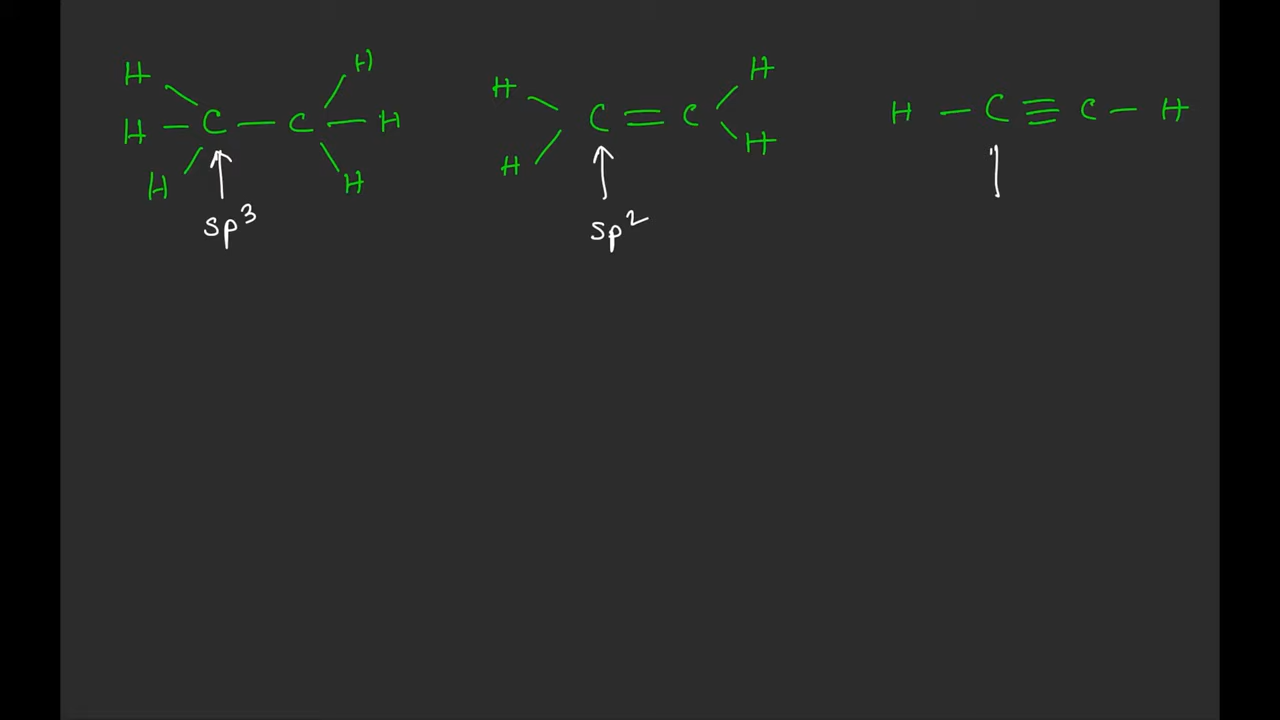 H H
H — C — C — H
H H
sp³
H H
C = C
H H
sp²
H — C ≡ C — H